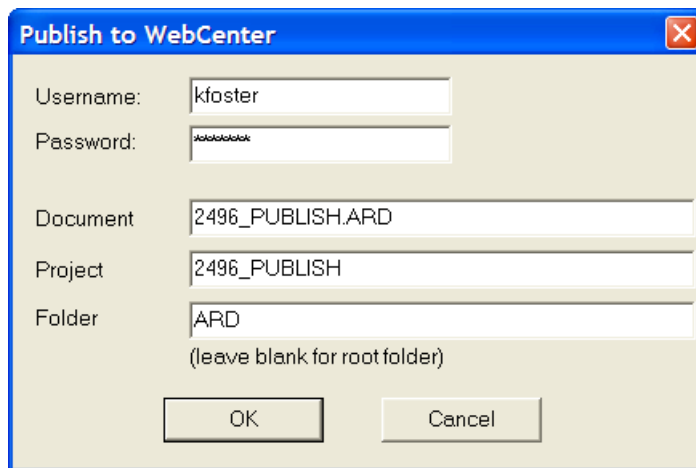 Publish to WebCenter
Username: kfoster
Password: ********
Document 2496_PUBLISH.ARD
Project 2496_PUBLISH
Folder ARD
(leave blank for root folder)
OK Cancel